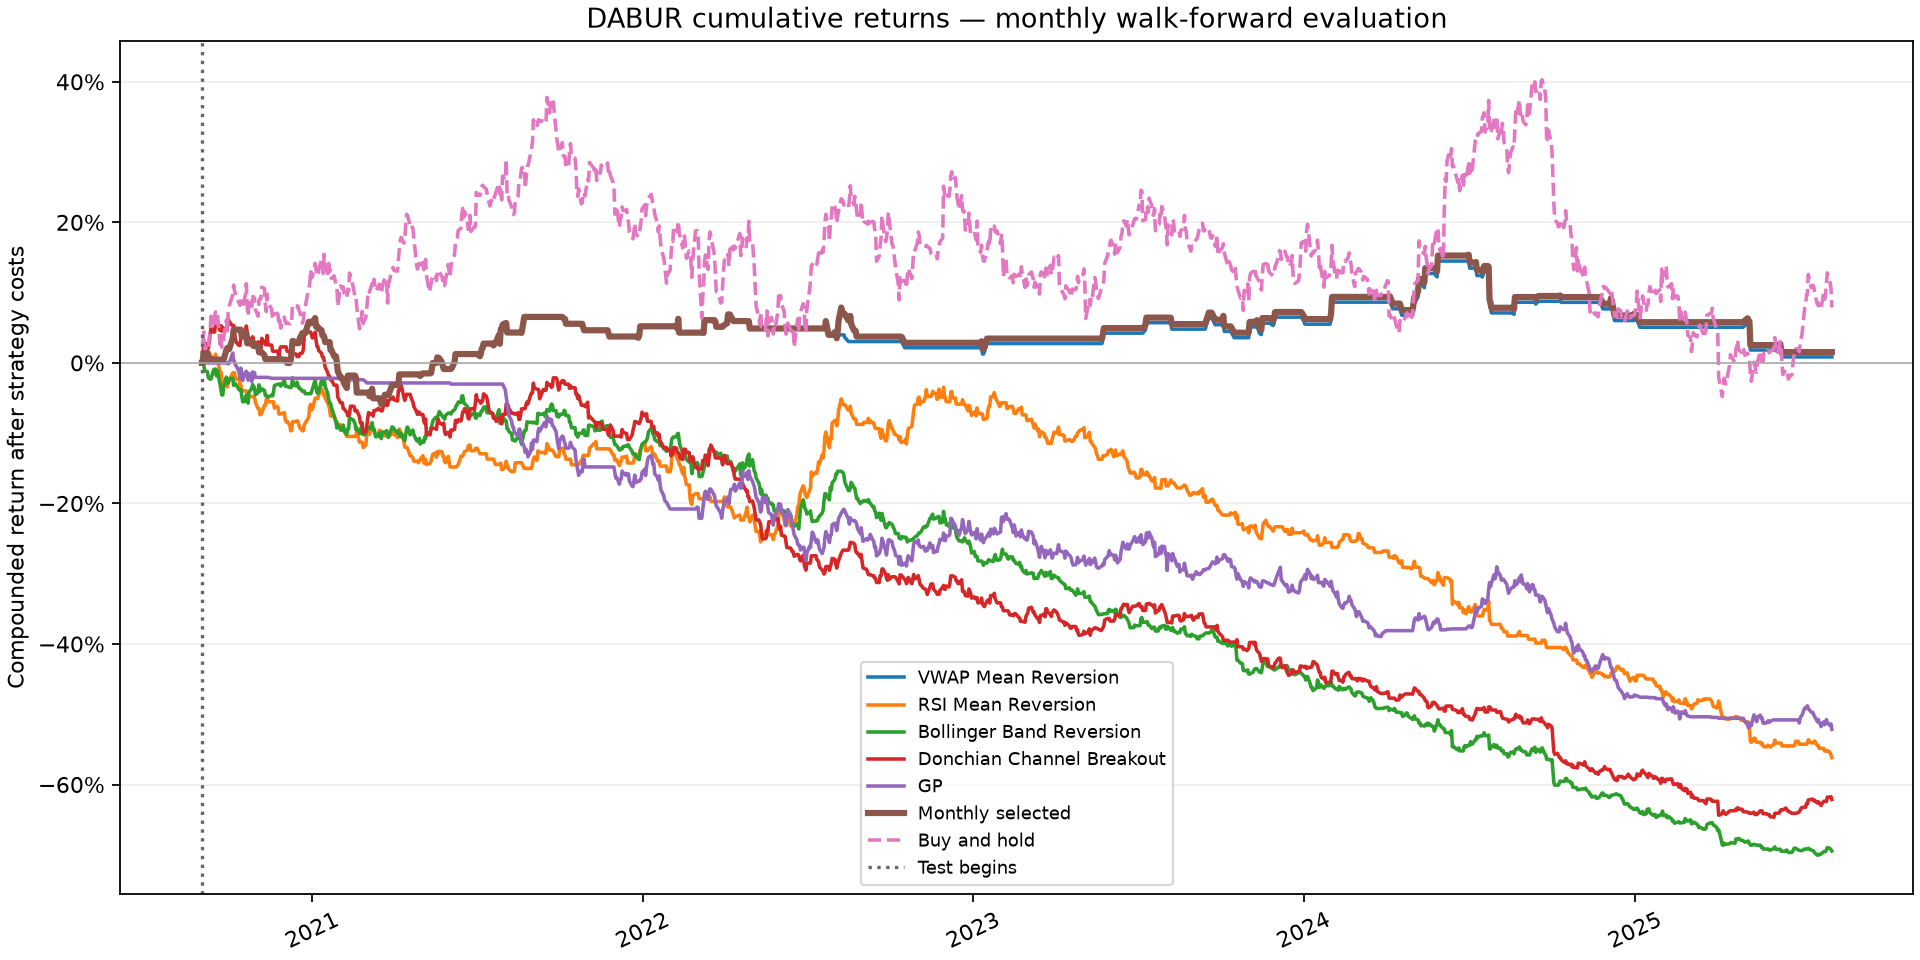 DABUR cumulative returns — monthly walk-forward evaluation
Compounded return after strategy costs
40%
20%
0%
−20%
−40%
−60%
VWAP Mean Reversion
RSI Mean Reversion
Bollinger Band Reversion
Donchian Channel Breakout
GP
Monthly selected
Buy and hold
Test begins
2021
2022
2023
2024
2025